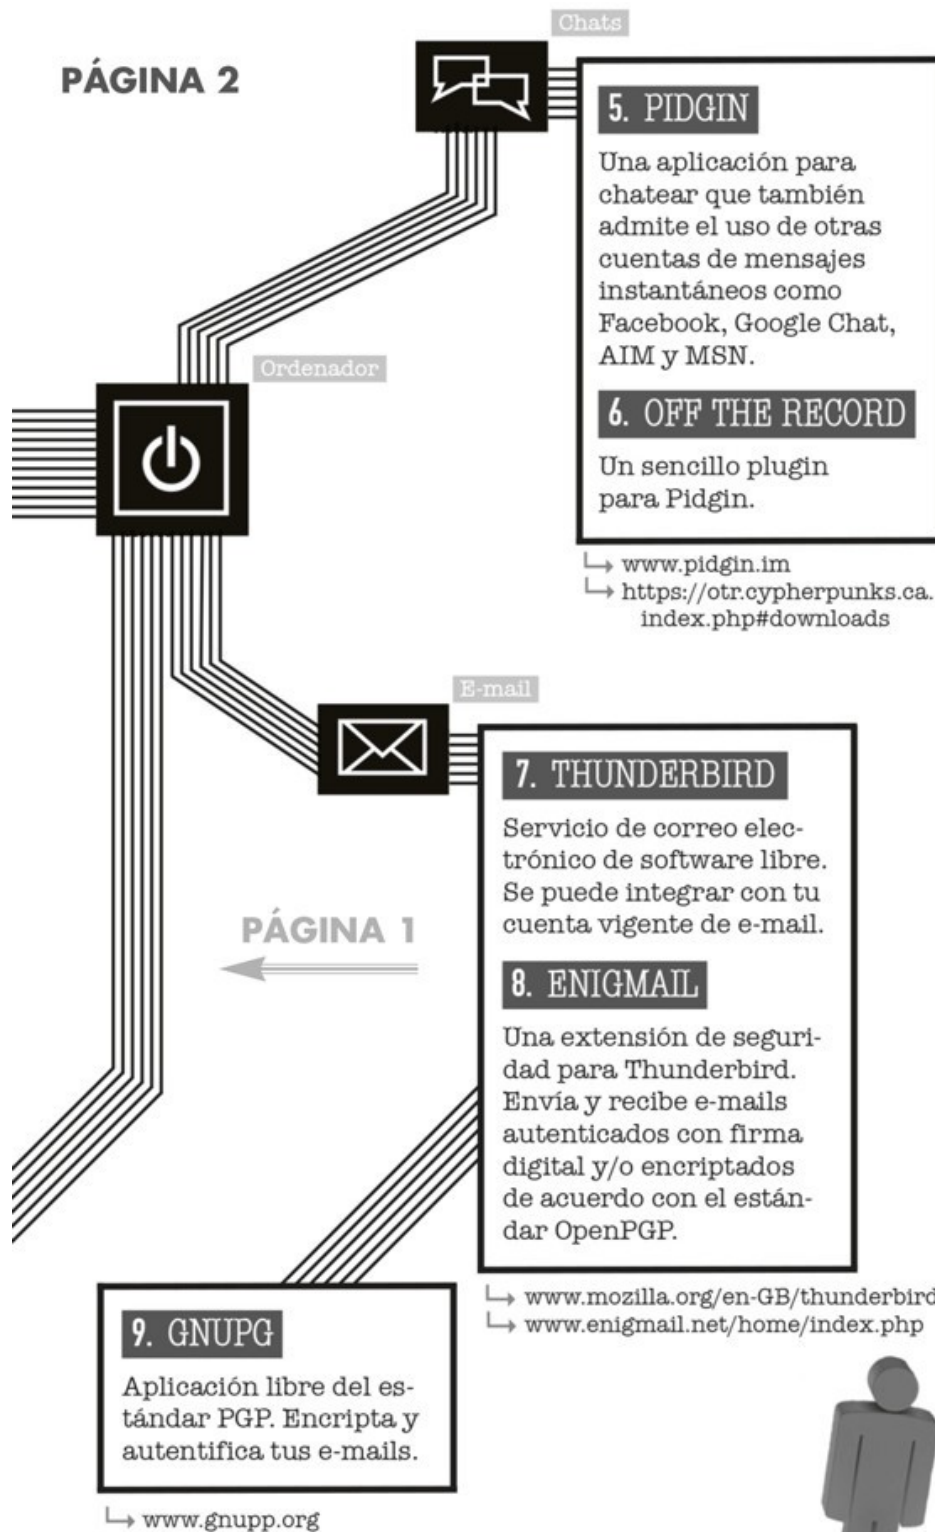 Chats
PÁGINA 2
5. PIDGIN
Una aplicación para
chatear que también
admite el uso de otras
cuentas de mensajes
instantáneos como
Facebook, Google Chat,
AIM y MSN.
Ordenador
6. OFF THE RECORD
Un sencillo plugin
para Pidgin.
www.pidgin.im
https://otr.cypherpunks.ca.
index.php#downloads
E-mail
7. THUNDERBIRD
Servicio de correo elec-
trónico de software libre.
Se puede integrar con tu
cuenta vigente de e-mail.
PÁGINA 1
8. ENIGMAIL
Una extensión de seguri-
dad para Thunderbird.
Envía y recibe e-mails
autenticados con firma
digital y/o encriptados
de acuerdo con el están-
dar OpenPGP.
www.mozilla.org/en-GB/thunderbird
www.enigmail.net/home/index.php
9. GNUPG
Aplicación libre del es-
tándar PGP. Encripta y
autentifica tus e-mails.
www.gnupp.org